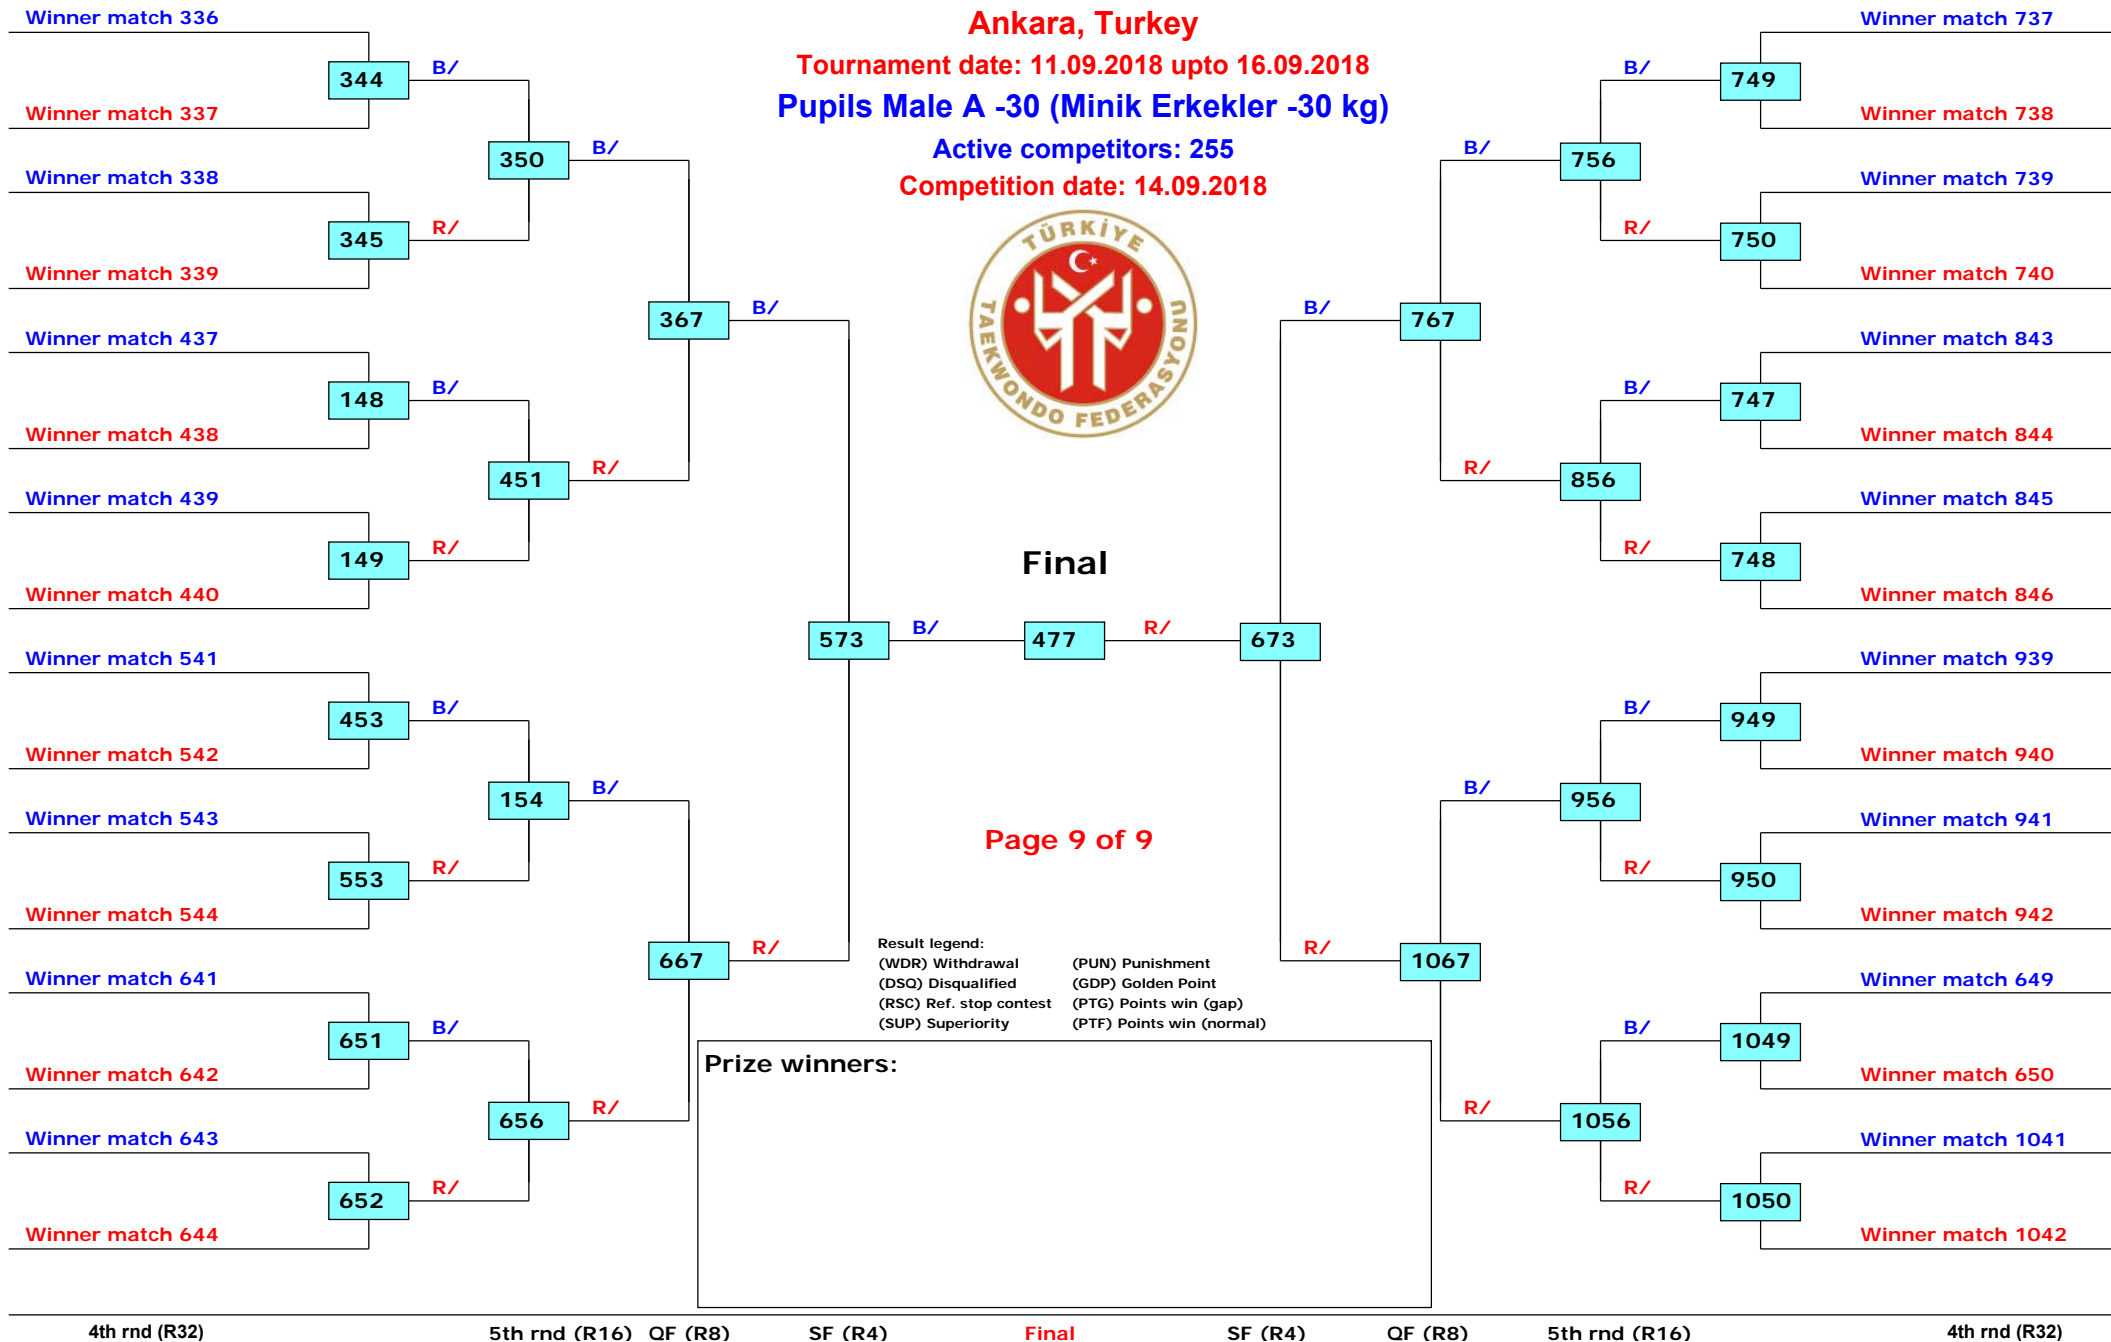 Ankara, Turkey
Tournament date: 11.09.2018 upto 16.09.2018
Pupils Male A -30 (Minik Erkekler -30 kg)
Active competitors: 255
Competition date: 14.09.2018
TÜRKİYE
TAEKWONDO FEDERASYONU
Winner match 336
344
B/
Winner match 337
350
B/
Winner match 338
345
R/
Winner match 339
367
B/
Winner match 437
148
B/
Winner match 438
451
R/
Winner match 439
149
R/
Winner match 440
573
B/
Winner match 541
453
B/
Winner match 542
154
B/
Winner match 543
553
R/
Winner match 544
667
R/
Winner match 641
651
B/
Winner match 642
656
R/
Winner match 643
652
R/
Winner match 644
Final
477
R/
673
Winner match 737
B/
749
Winner match 738
B/
756
Winner match 739
R/
750
Winner match 740
B/
767
Winner match 843
B/
747
Winner match 844
R/
856
Winner match 845
R/
748
Winner match 846
Winner match 939
B/
949
Winner match 940
B/
956
Winner match 941
R/
950
Winner match 942
R/
1067
Winner match 649
B/
1049
Winner match 650
R/
1056
Winner match 1041
R/
1050
Winner match 1042
Page 9 of 9
Result legend:
(WDR) Withdrawal (PUN) Punishment
(DSQ) Disqualified (GDP) Golden Point
(RSC) Ref. stop contest (PTG) Points win (gap)
(SUP) Superiority (PTF) Points win (normal)
Prize winners:
4th rnd (R32) 5th rnd (R16) QF (R8) SF (R4) Final SF (R4) QF (R8) 5th rnd (R16) 4th rnd (R32)